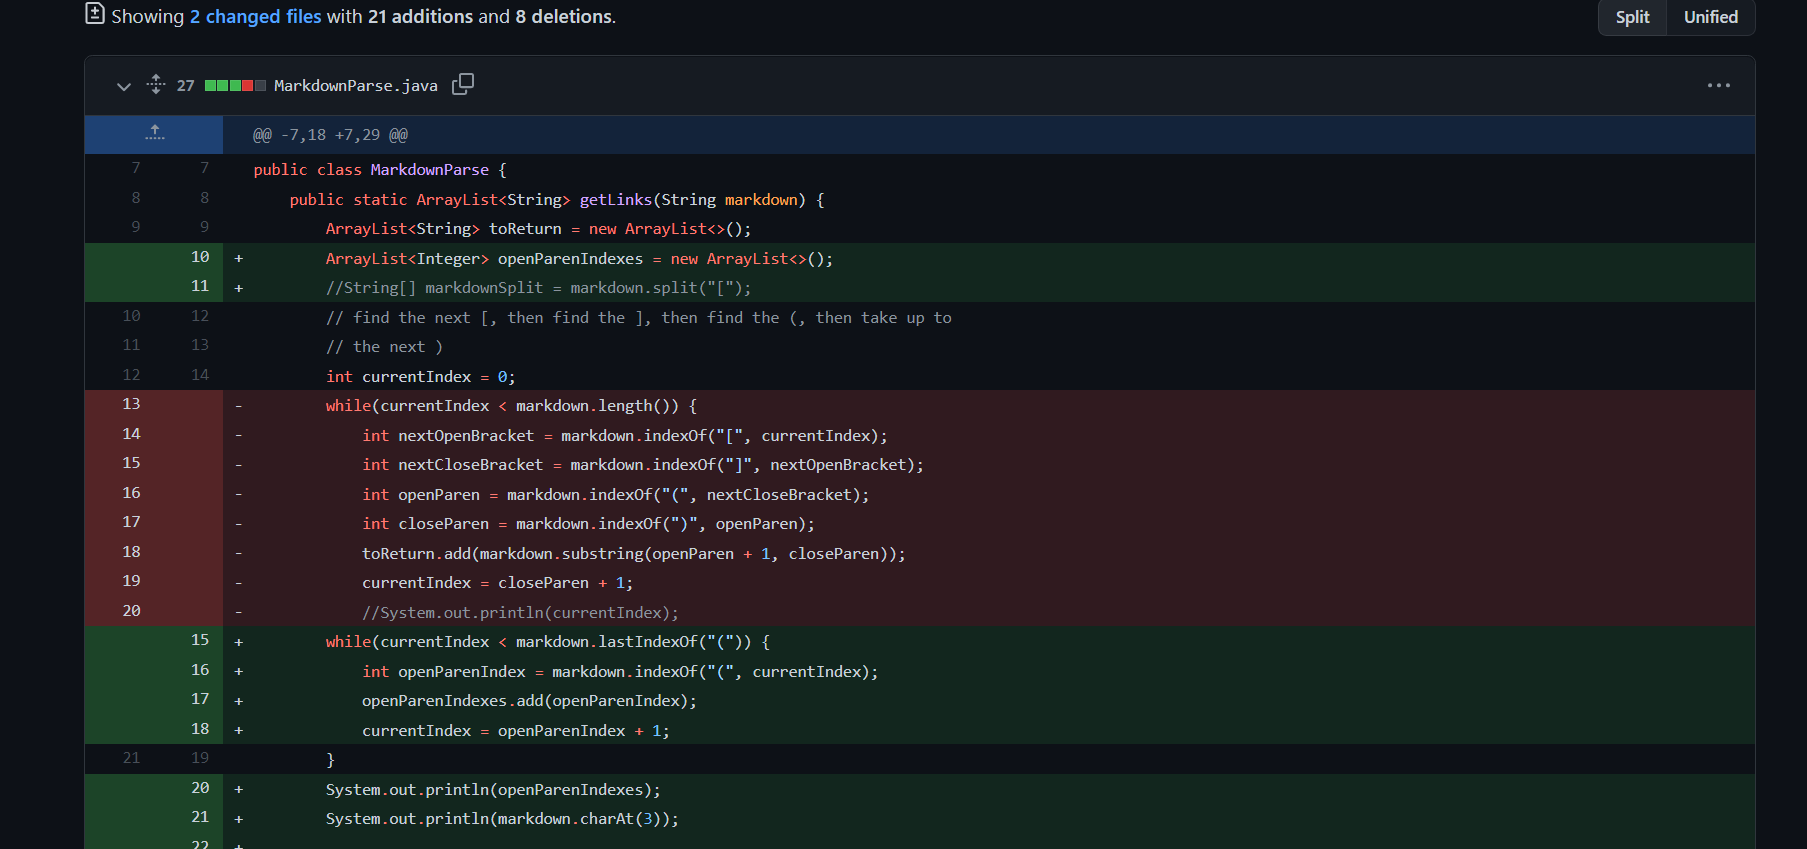 Showing 2 changed files with 21 additions and 8 deletions.
Split Unified
27 MarkdownParse.java
@@ -7,18 +7,29 @@
7 7 public class MarkdownParse {
8 8 public static ArrayList<String> getLinks(String markdown) {
9 9 ArrayList<String> toReturn = new ArrayList<>();
10 + ArrayList<Integer> openParenIndexes = new ArrayList<>();
11 + //String[] markdownSplit = markdown.split("[");
10 12 // find the next [, then find the ], then find the (, then take up to
11 13 // the next )
12 14 int currentIndex = 0;
13 - while(currentIndex < markdown.length()) {
14 - int nextOpenBracket = markdown.indexOf("[", currentIndex);
15 - int nextCloseBracket = markdown.indexOf("]", nextOpenBracket);
16 - int openParen = markdown.indexOf("(", nextCloseBracket);
17 - int closeParen = markdown.indexOf(")", openParen);
18 - toReturn.add(markdown.substring(openParen + 1, closeParen));
19 - currentIndex = closeParen + 1;
20 - //System.out.println(currentIndex);
15 + while(currentIndex < markdown.lastIndexOf("(")) {
16 + int openParenIndex = markdown.indexOf("(", currentIndex);
17 + openParenIndexes.add(openParenIndex);
18 + currentIndex = openParenIndex + 1;
21 19 }
20 + System.out.println(openParenIndexes);
21 + System.out.println(markdown.charAt(3));
22 +